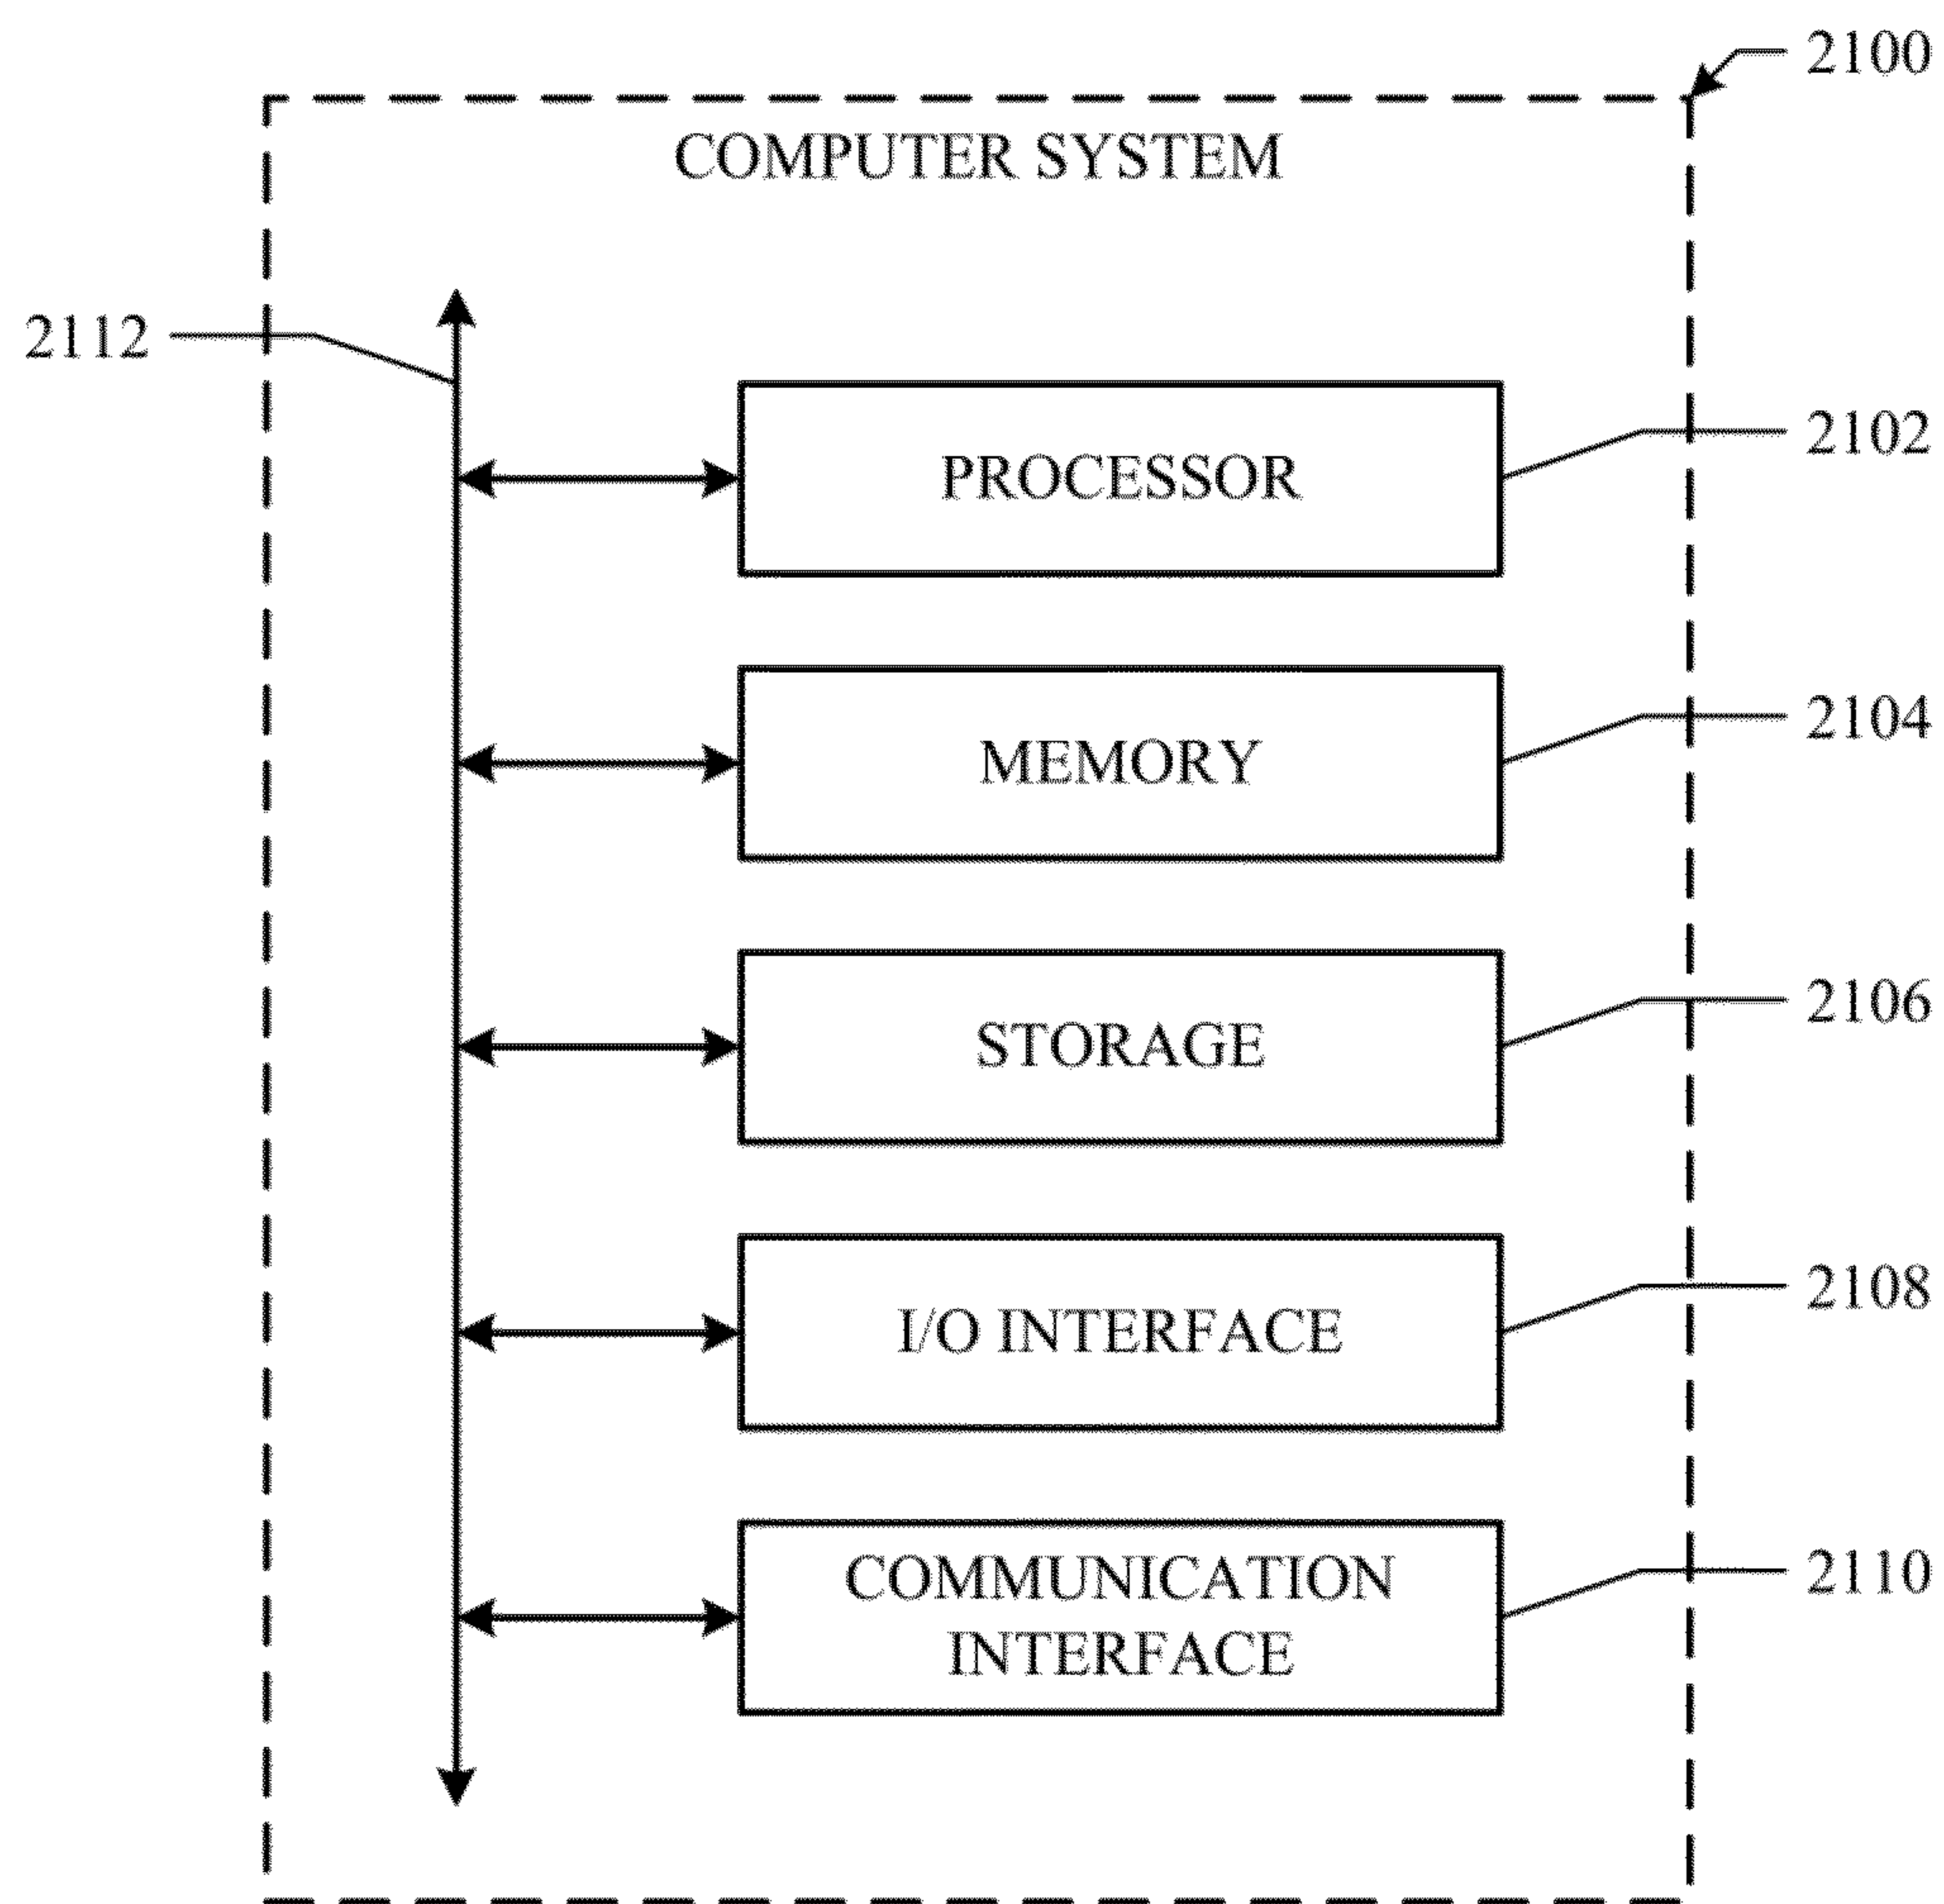 2100
COMPUTER SYSTEM
2112
2102
PROCESSOR
2104
MEMORY
2106
STORAGE
2108
I/O INTERFACE
2110
COMMUNICATION
INTERFACE